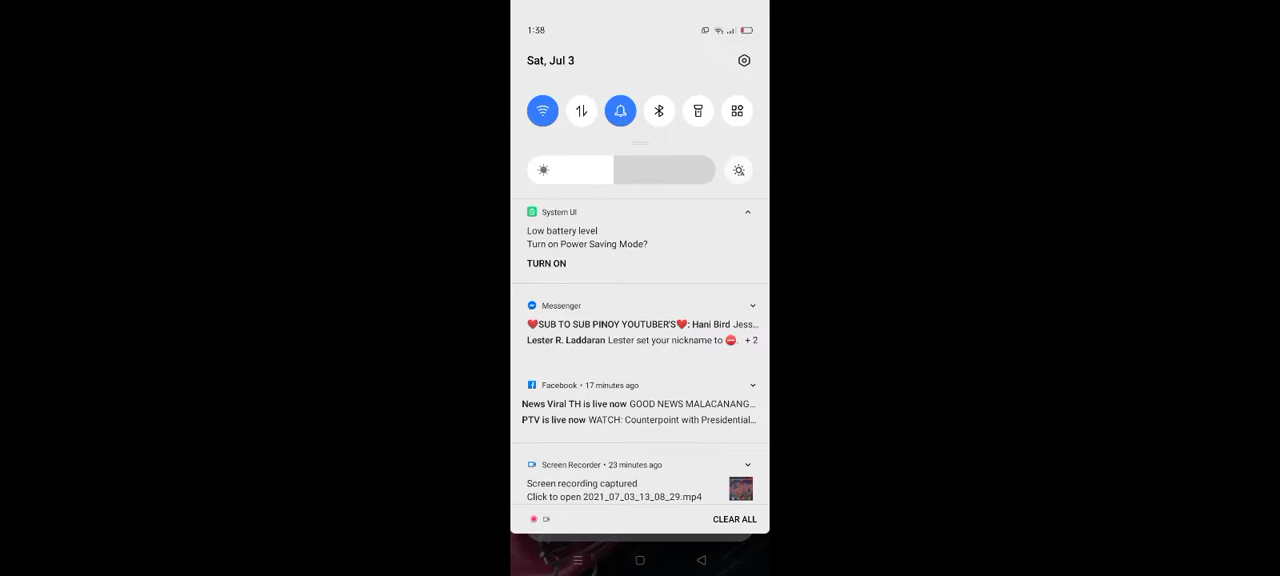 1:38
Sat, Jul 3
System UI
Low battery level
Turn on Power Saving Mode?
TURN ON
Messenger
❤️SUB TO SUB PINOY YOUTUBER'S❤️: Hani Bird Jess...
Lester R. Laddaran Lester set your nickname to ⛔. + 2
Facebook • 17 minutes ago
News Viral TH is live now GOOD NEWS MALACANANG...
PTV is live now WATCH: Counterpoint with Presidential...
Screen Recorder • 23 minutes ago
Screen recording captured
Click to open 2021_07_03_13_08_29.mp4
CLEAR ALL